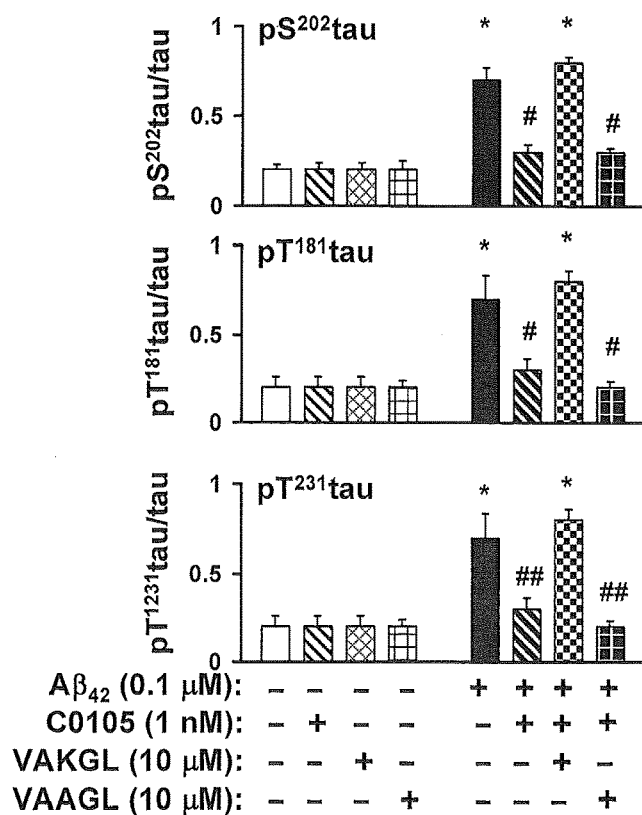 pS²⁰²tau
* *
1
# #
0.5
0
pS²⁰²tau/tau
pT¹⁸¹tau
* *
1
# #
0.5
0
pT¹⁸¹tau/tau
pT²³¹tau
* *
1
## ##
0.5
0
pT¹²³¹tau/tau
Aβ₄₂ (0.1 µM): – – – – + + + +
C0105 (1 nM): – + – – – + + +
VAKGL (10 µM): – – + – – – + –
VAAGL (10 µM): – – – + – – – +